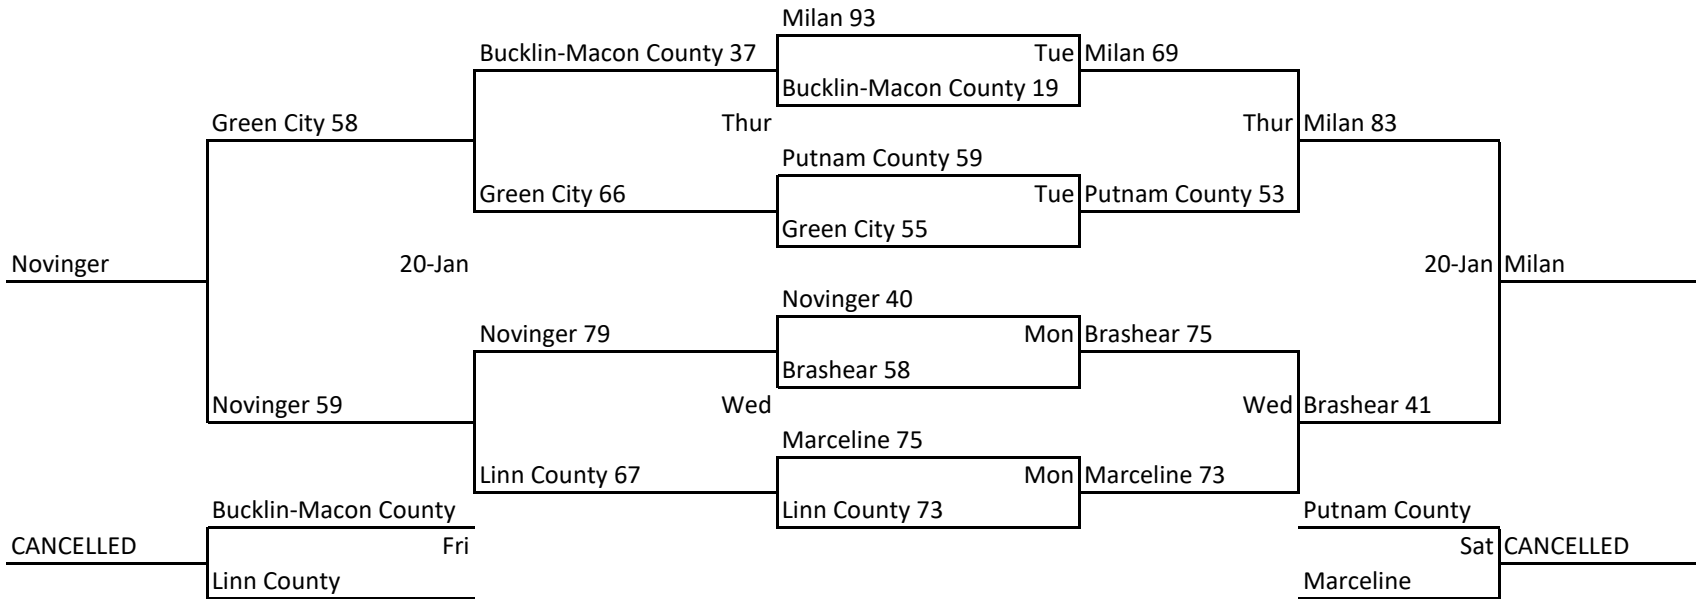 Milan 93
Bucklin-Macon County 37
Tue
Milan 69
Bucklin-Macon County 19
Green City 58
Thur
Thur
Milan 83
Putnam County 59
Green City 66
Tue
Putnam County 53
Green City 55
Novinger
20-Jan
20-Jan
Milan
Novinger 40
Novinger 79
Mon
Brashear 75
Brashear 58
Novinger 59
Wed
Wed
Brashear 41
Marceline 75
Linn County 67
Mon
Marceline 73
Bucklin-Macon County
Linn County 73
Putnam County
CANCELLED
Fri
Sat
CANCELLED
Linn County
Marceline